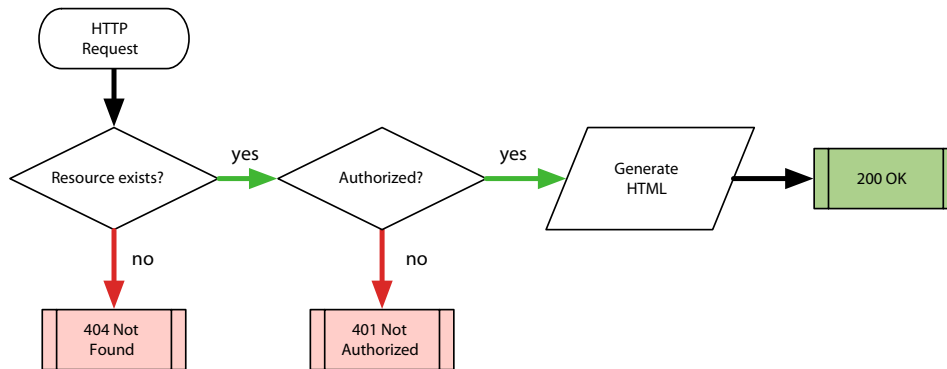 HTTP
Request
Resource exists?
yes
Authorized?
yes
Generate
HTML
200 OK
no
no
404 Not
Found
401 Not
Authorized